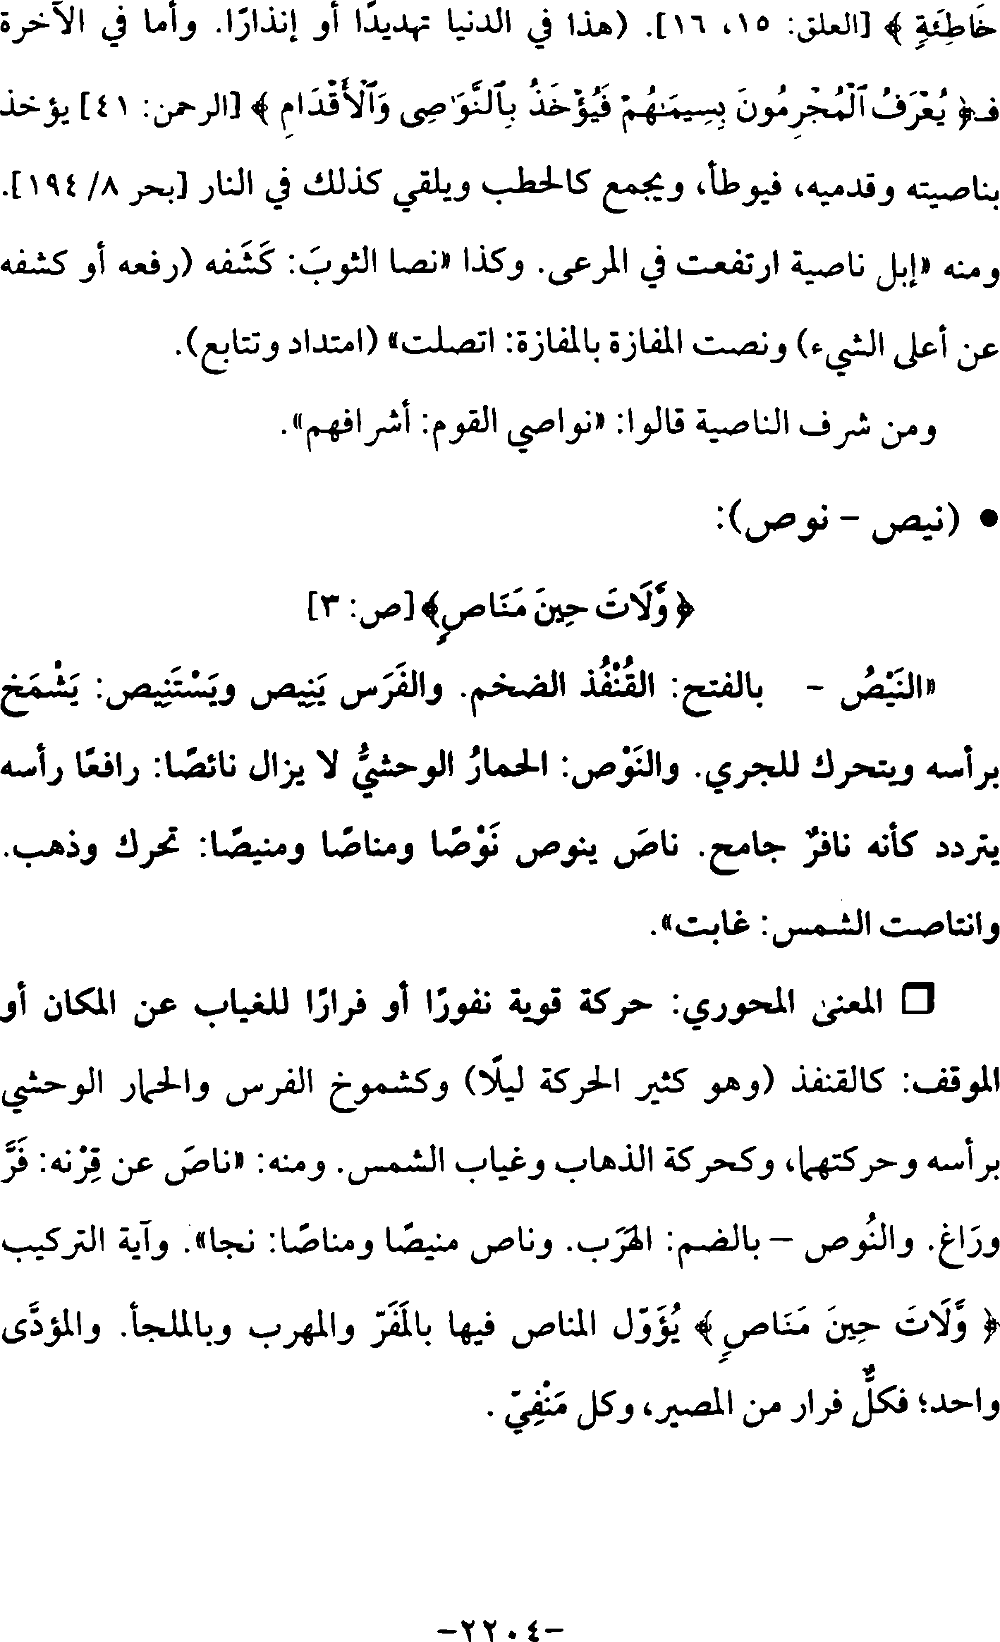 خَاطِئَةٍ ﴾ [العلق: ١٥، ١٦]. (هذا في الدنيا تهديدًا أو إنذارًا. وأما في الآخرة
فـ﴿ يُعْرَفُ ٱلْمُجْرِمُونَ بِسِيمَـٰهُمْ فَيُؤْخَذُ بِٱلنَّوَٰصِى وَٱلْأَقْدَامِ ﴾ [الرحمن: ٤١] يؤخذ
بناصيته وقدميه، فيوطأ، ويجمع كالحطب ويلقي كذلك في النار [بحر ٨/ ١٩٤].
ومنه «إبل ناصية ارتفعت في المرعى. وكذا «نصا الثوبَ: كَشَفه (رفعه أو كشفه
عن أعلى الشيء) ونصت المفازة بالمفازة: اتصلت» (امتداد وتتابع).
ومن شرف الناصية قالوا: «نواصي القوم: أشرافهم».
• (نيص - نوص):
﴿ وَّلَاتَ حِينَ مَنَاصٍ﴾ [ص: ٣]
«النَيْصُ - بالفتح: القُنْفُذ الضخم. والفَرَس يَنِيص ويَسْتَنِيص: يَشْمَخ
برأسه ويتحرك للجري. والنَوْص: الحمارُ الوحشيُّ لا يزال نائصًا: رافعًا رأسه
يتردد كأنه نافرٌ جامح. ناصَ ينوص نَوْصًا ومناصًا ومنيصًا: تحرك وذهب.
وانتاصت الشمس: غابت».
□ المعنىٰ المحوري: حركة قوية نفورًا أو فرارًا للغياب عن المكان أو
الموقف: كالقنفذ (وهو كثير الحركة ليلًا) وكشموخ الفرس والحمار الوحشي
برأسه وحركتهما، وكحركة الذهاب وغياب الشمس. ومنه: «ناصَ عن قِرْنه: فَرَّ
ورَاغ. والنُوص – بالضم: الهَرَب. وناص منيصًا ومناصًا: نجا». وآية التركيب
﴿ وَّلَاتَ حِينَ مَنَاصٍ ﴾ يُؤَوّل المناص فيها بالمَفَرّ والمهرب وبالملجأ. والمؤدَّى
واحد؛ فكلٌّ فرار من المصير، وكل مَنْفِيّ .
-٢٢٠٤-